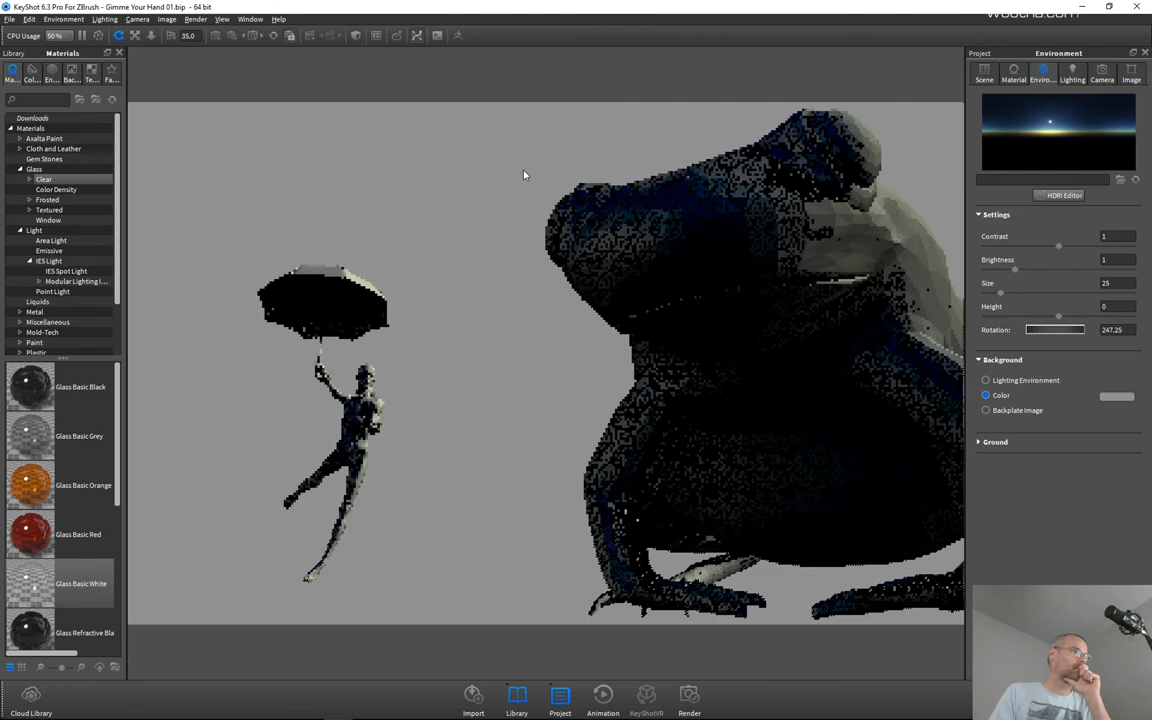 KeyShot 6.3 Pro For ZBrush - Gimme Your Hand 01.bip - 64 bit
File Edit Environment Lighting Camera Image Render View Window Help
CPU Usage 50% 35.0
Library Materials
Project Environment
Ma... Col... En... Bac... Te... Fa...
Scene Material Enviro... Lighting Camera Image
Downloads
Materials
Axalta Paint
Cloth and Leather
Gem Stones
Glass
Clear
Color Density
Frosted
Textured
Window
Light
Area Light
Emissive
IES Light
IES Spot Light
Modular Lighting I...
Point Light
Liquids
Metal
Miscellaneous
Mold-Tech
Paint
Plastic
Glass Basic Black
Glass Basic Grey
Glass Basic Orange
Glass Basic Red
Glass Basic White
Glass Refractive Bla
HDRI Editor
Settings
Contrast 1
Brightness 1
Size 25
Height 0
Rotation: 247.25
Background
Lighting Environment
Color
Backplate Image
Ground
Cloud Library
Import Library Project Animation KeyShotVR Render